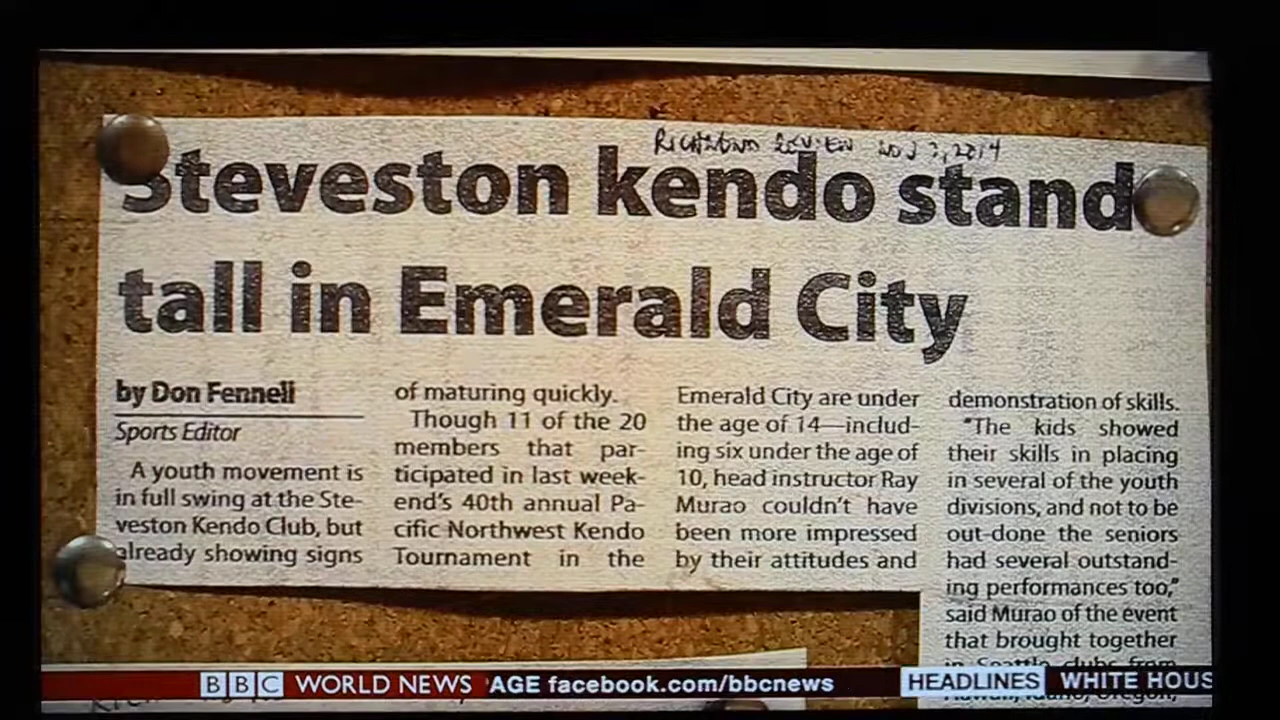 RICHMOND REVIEW NOV 7, 2014
Steveston kendo stand
tall in Emerald City
by Don Fennell
Sports Editor
A youth movement is
in full swing at the Ste-
veston Kendo Club, but
already showing signs
of maturing quickly.
Though 11 of the 20
members that par-
ticipated in last week-
end's 40th annual Pa-
cific Northwest Kendo
Tournament in the
Emerald City are under
the age of 14—includ-
ing six under the age of
10, head instructor Ray
Murao couldn't have
been more impressed
by their attitudes and
demonstration of skills.
"The kids showed
their skills in placing
in several of the youth
divisions, and not to be
out-done the seniors
had several outstand-
ing performances too,"
said Murao of the event
that brought together
in Seattle clubs from
Hawaii, Idaho, Oregon,
BBC WORLD NEWS AGE facebook.com/bbcnews HEADLINES WHITE HOUS